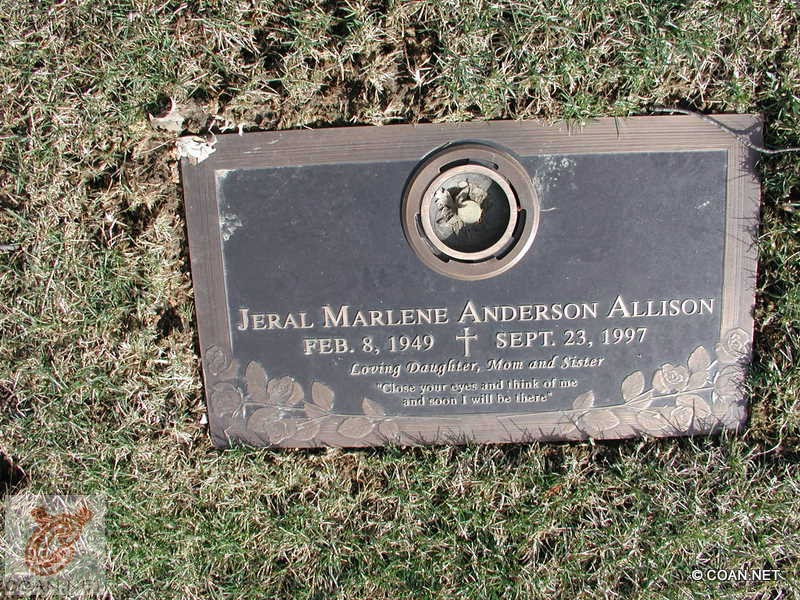 JERAL MARLENE ANDERSON ALLISON
FEB. 8, 1949 † SEPT. 23, 1997
Loving Daughter, Mom and Sister
"Close your eyes and think of me
and soon I will be there"
© COAN.NET